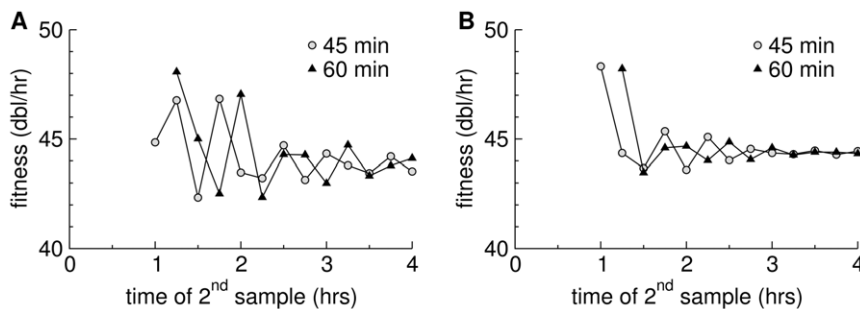 A
50
45 min
60 min
45
40
fitness (dbl/hr)
0 1 2 3 4
time of 2nd sample (hrs)
B
50
45 min
60 min
45
40
fitness (dbl/hr)
0 1 2 3 4
time of 2nd sample (hrs)